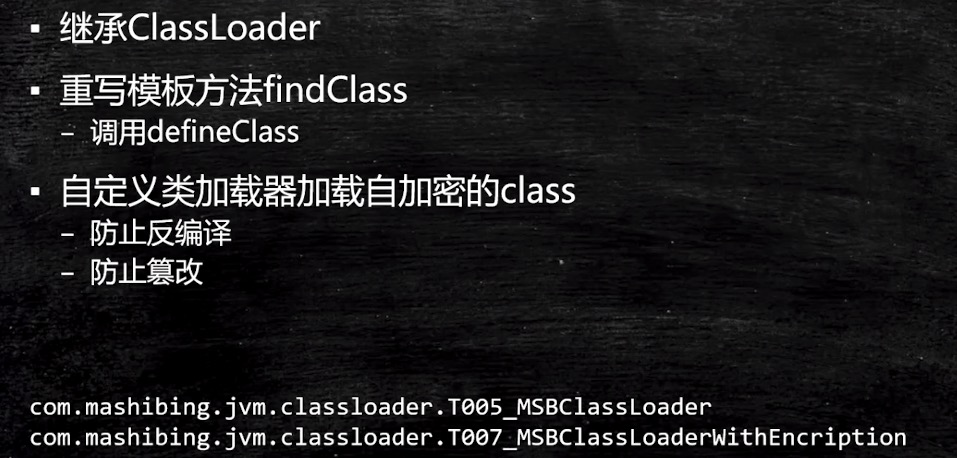 ▪ 继承ClassLoader
▪ 重写模板方法findClass
– 调用defineClass
▪ 自定义类加载器加载自加密的class
– 防止反编译
– 防止篡改
com.mashibing.jvm.classloader.T005_MSBClassLoader
com.mashibing.jvm.classloader.T007_MSBClassLoaderWithEncription